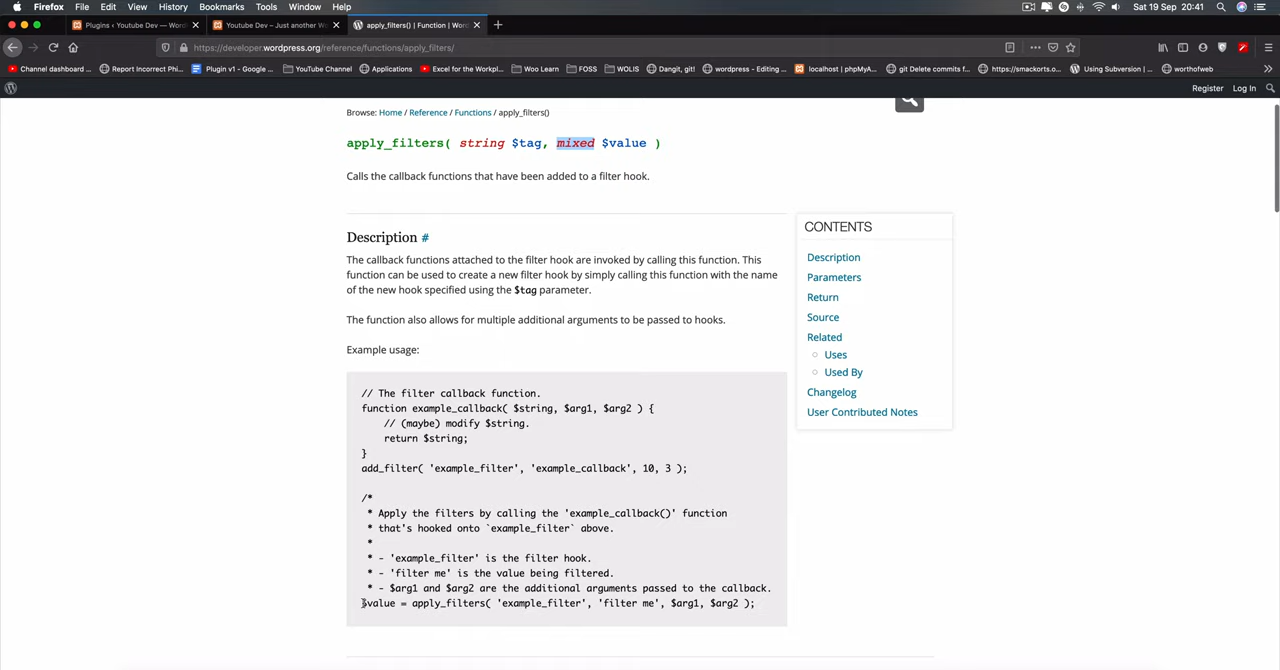 Firefox File Edit View History Bookmarks Tools Window Help Sat 19 Sep 20:41
Plugins ‹ Youtube Dev — Word Youtube Dev – Just another Wo apply_filters() | Function | Word
https://developer.wordpress.org/reference/functions/apply_filters/
Channel dashboard ... Report Incorrect Phi... Plugin v1 - Google ... YouTube Channel Applications Excel for the Workpl... Woo Learn FOSS WOLIS Dangit, git! wordpress - Editing ... localhost | phpMyA... git Delete commits f... https://smackorts.o... Using Subversion | ... worthofweb
Register Log In
Browse: Home / Reference / Functions / apply_filters()
apply_filters( string $tag, mixed $value )
Calls the callback functions that have been added to a filter hook.
Description #
The callback functions attached to the filter hook are invoked by calling this function. This
function can be used to create a new filter hook by simply calling this function with the name
of the new hook specified using the $tag parameter.
The function also allows for multiple additional arguments to be passed to hooks.
Example usage:
// The filter callback function.
function example_callback( $string, $arg1, $arg2 ) {
// (maybe) modify $string.
return $string;
}
add_filter( 'example_filter', 'example_callback', 10, 3 );
/*
* Apply the filters by calling the 'example_callback()' function
* that's hooked onto `example_filter` above.
*
* - 'example_filter' is the filter hook.
* - 'filter me' is the value being filtered.
* - $arg1 and $arg2 are the additional arguments passed to the callback.
$value = apply_filters( 'example_filter', 'filter me', $arg1, $arg2 );
CONTENTS
Description
Parameters
Return
Source
Related
Uses
Used By
Changelog
User Contributed Notes